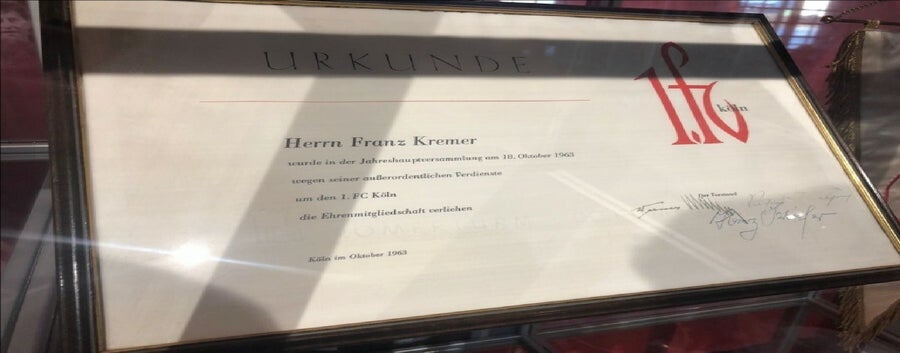 URKUNDE
1.FC
köln
Herrn Franz Kremer
wurde in der Jahreshauptversammlung am 18. Oktober 1963
wegen seiner außerordentlichen Verdienste
um den 1. FC Köln
die Ehrenmitgliedschaft verliehen
Der Vorstand
Köln im Oktober 1963